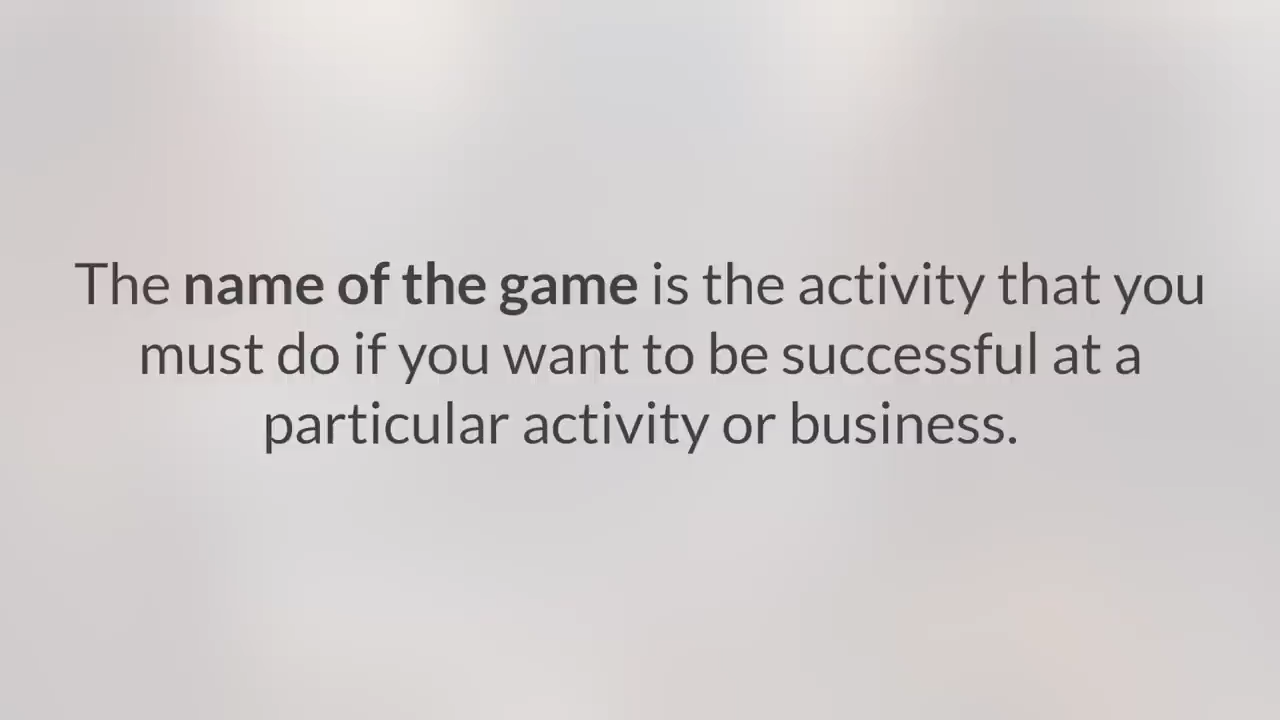 The name of the game is the activity that you
must do if you want to be successful at a
particular activity or business.